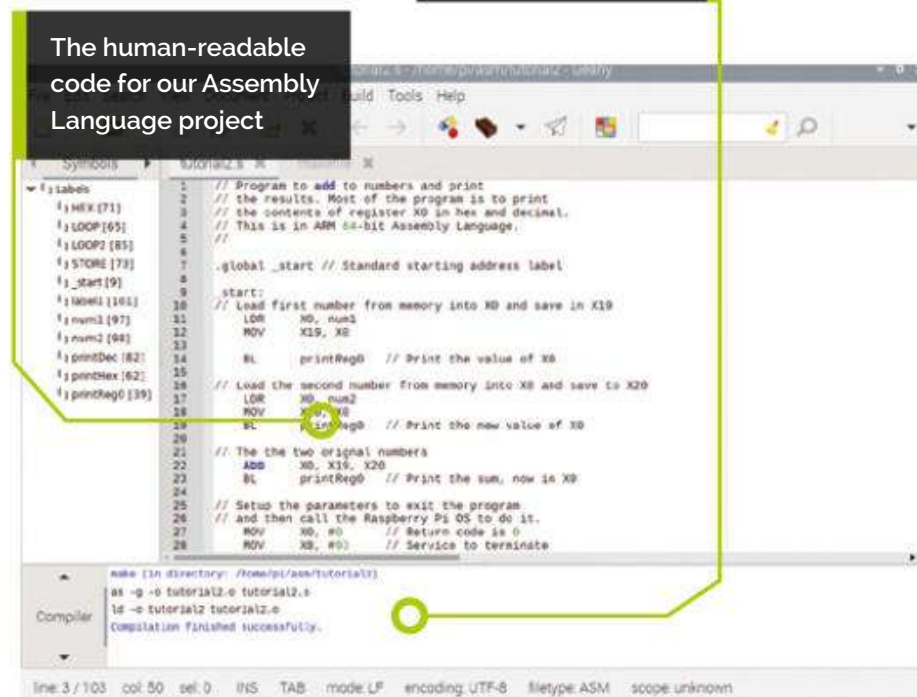 The human-readable
code for our Assembly
Language project
Build Tools Help
Symbols tutorial2.s
Labels
HEX [71]
LOOP [65]
LOOP2 [85]
STORE [73]
_start [9]
label1 [101]
num1 [97]
num2 [98]
printDec [82]
printHex [62]
printReg0 [39]
1 // Program to add to numbers and print
2 // the results. Most of the program is to print
3 // the contents of register X0 in hex and decimal.
4 // This is in ARM 64-bit Assembly Language.
5 //
6
7 .global _start // Standard starting address label
8
9 _start:
10 // Load first number from memory into X0 and save in X19
11 LDR X0, num1
12 MOV X19, X0
13
14 BL printReg0 // Print the value of X0
15
16 // Load the second number from memory into X0 and save to X20
17 LDR X0, num2
18 MOV X0
19 BL printReg0 // Print the new value of X0
20
21 // The the two orignal numbers
22 ADD X0, X19, X20
23 BL printReg0 // Print the sum, now in X0
24
25 // Setup the parameters to exit the program
26 // and then call the Raspberry Pi OS to do it.
27 MOV X0, #0 // Return code is 0
28 MOV X8, #93 // Service to terminate
Compiler
make (in directory: /home/pi/asm/tutorial2)
as -g -o tutorial2.o tutorial2.s
ld -o tutorial2 tutorial2.o
Compilation finished successfully.
line: 3 / 103 col: 50 sel: 0 INS TAB mode: LF encoding: UTF-8 filetype: ASM scope: unknown